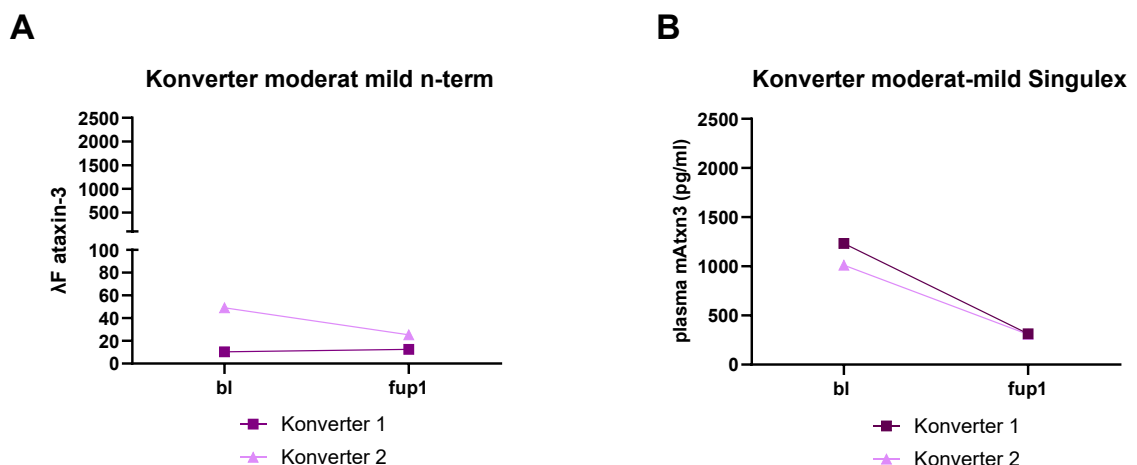 A
Konverter moderat mild n-term
λF ataxin-3
2500
2000
1500
1000
500
100
80
60
40
20
0
bl
fup1
Konverter 1
Konverter 2
B
Konverter moderat-mild Singulex
plasma mAtxn3 (pg/ml)
2500
2000
1500
1000
500
0
bl
fup1
Konverter 1
Konverter 2